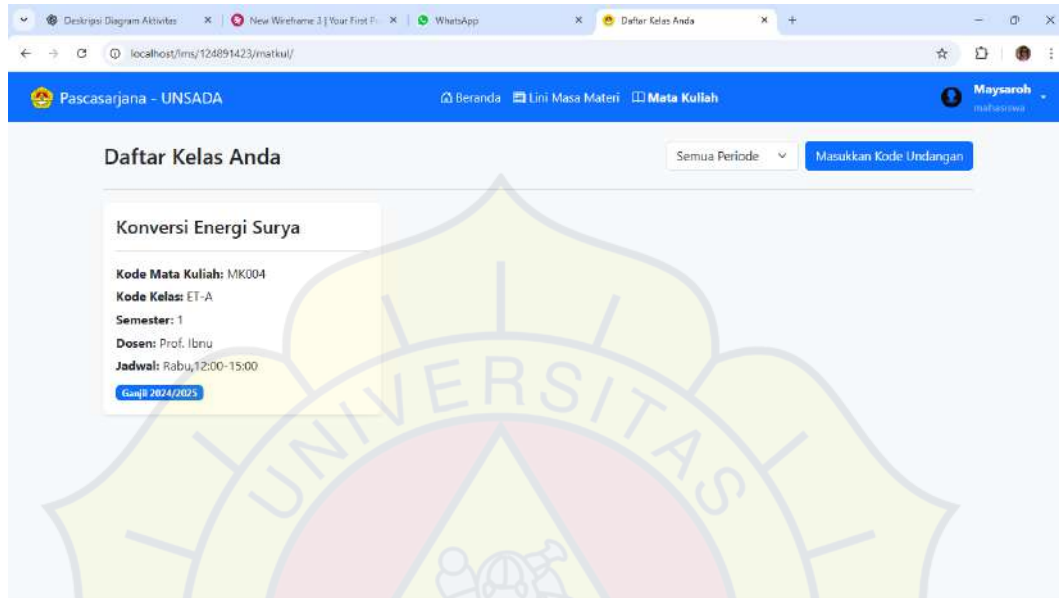 Deskripsi Diagram Aktivitas
New Wireframe 3 | Your First
WhatsApp
Daftar Kelas Anda
localhost/lms/124891423/matkul/
Pascasarjana - UNSADA
Beranda Lini Masa Materi Mata Kuliah
Maysaroh
mahasiswa
Daftar Kelas Anda
Semua Periode
Masukkan Kode Undangan
Konversi Energi Surya
Kode Mata Kuliah: MK004
Kode Kelas: ET-A
Semester: 1
Dosen: Prof. Ibnu
Jadwal: Rabu,12:00-15:00
Ganjil 2024/2025
UNIVERSITAS